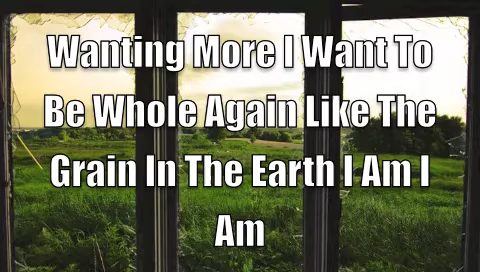 Wanting More I Want To
Be Whole Again Like The
Grain In The Earth I Am I
Am